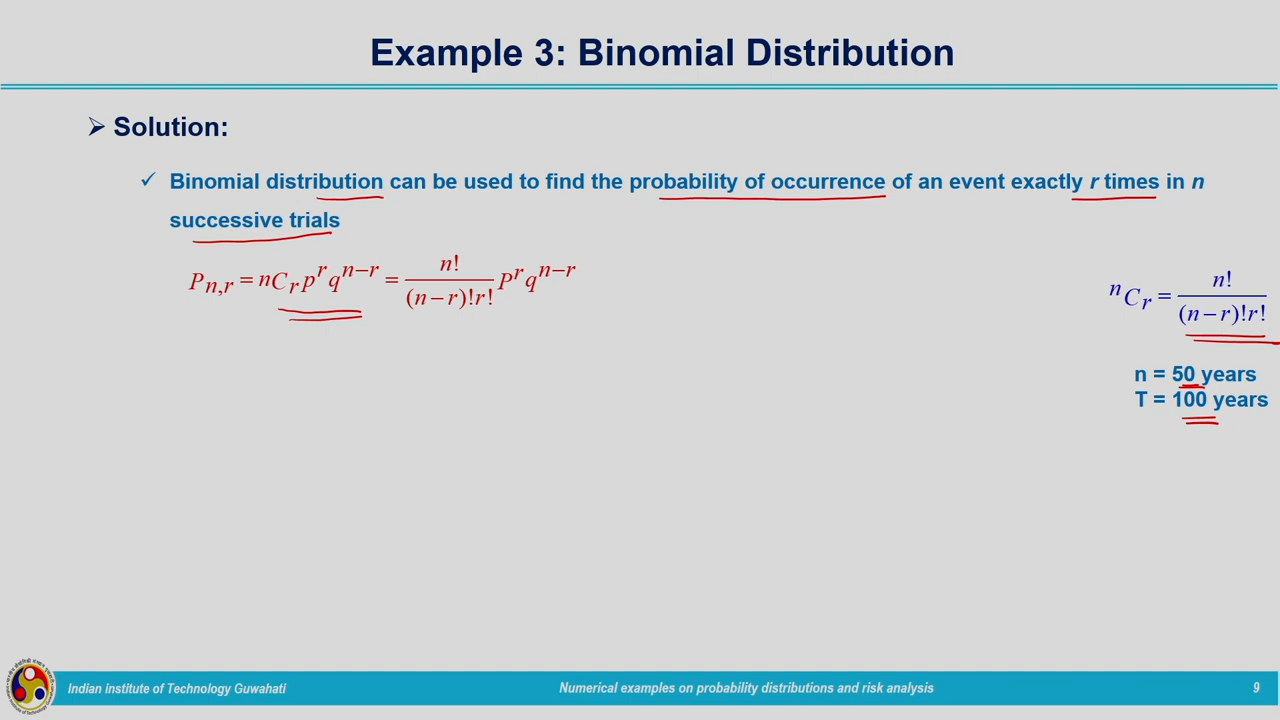 Example 3: Binomial Distribution
➢ Solution:
✓ Binomial distribution can be used to find the probability of occurrence of an event exactly r times in n
successive trials
P_{n,r} = nC_r p^r q^{n−r} = \frac{n!}{(n−r)!r!} P^r q^{n−r}
^nC_r = \frac{n!}{(n−r)!r!}
n = 50 years
T = 100 years
Indian institute of Technology Guwahati
Numerical examples on probability distributions and risk analysis
9